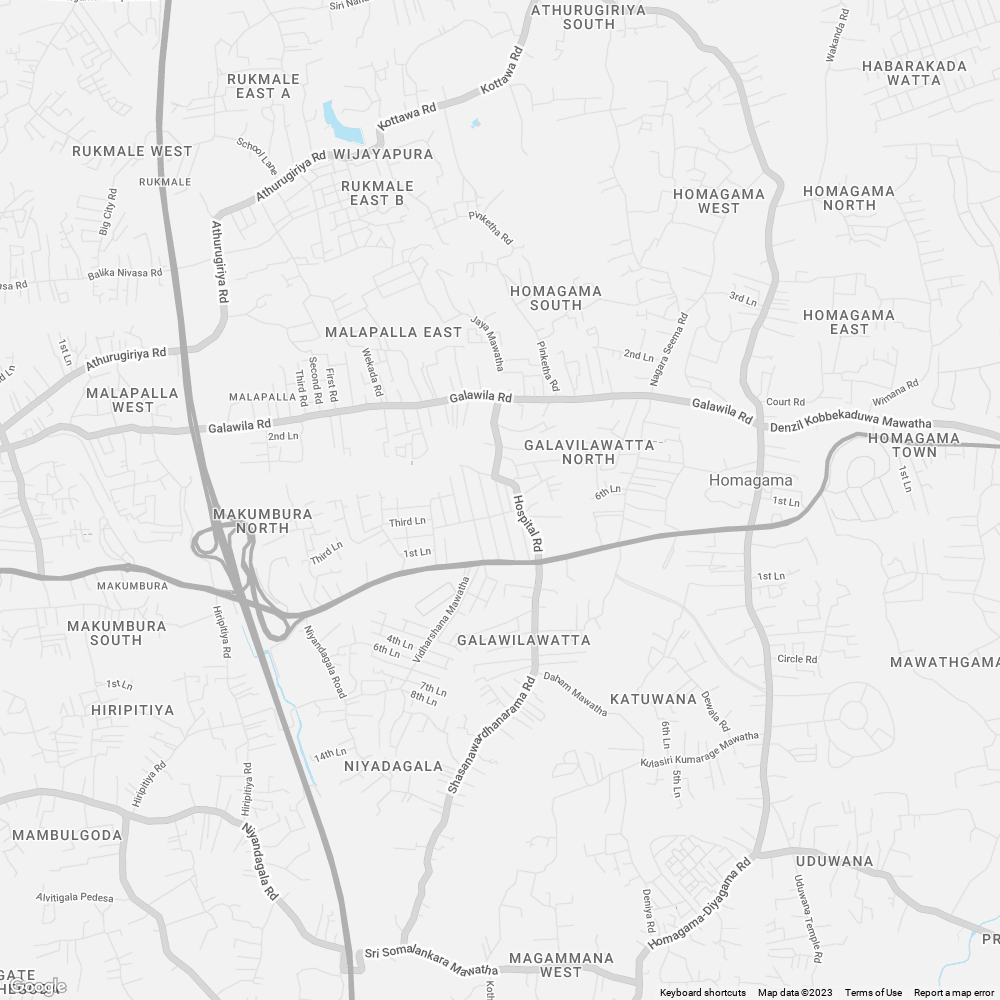 ATHURUGIRIYA
SOUTH
Siri Nand
Wakanda Rd
HABARAKADA
WATTA
RUKMALE
EAST A
Kottawa Rd
Kottawa Rd
School Lane
RUKMALE WEST
WIJAYAPURA
Athurugiriya Rd
RUKMALE
RUKMALE
EAST B
HOMAGAMA
WEST
HOMAGAMA
NORTH
Big City Rd
Pinketha Rd
Athurugiriya Rd
Balika Nivasa Rd
HOMAGAMA
SOUTH
3rd Ln
HOMAGAMA
EAST
MALAPALLA EAST
Jaya Mawatha
Nagara Seema Rd
1st Ln
Athurugiriya Rd
Wekada Rd
Pinketha Rd
2nd Ln
MALAPALLA
WEST
MALAPALLA
Third Rd
Second Rd
First Rd
Galawila Rd
Galawila Rd
Court Rd
Wimana Rd
Galawila Rd
2nd Ln
Denzil Kobbekaduwa Mawatha
GALAVILAWATTA
NORTH
HOMAGAMA
TOWN
Homagama
1st Ln
6th Ln
1st Ln
MAKUMBURA
NORTH
Third Ln
Hospital Rd
Third Ln
1st Ln
MAKUMBURA
1st Ln
Vidharshana Mawatha
Hiripitiya Rd
MAKUMBURA
SOUTH
Niyandagala Road
4th Ln
6th Ln
GALAWILAWATTA
Circle Rd
MAWATHGAMA
1st Ln
7th Ln
8th Ln
Daham Mawatha
KATUWANA
Dewala Rd
HIRIPITIYA
Shasanawardhanarama Rd
6th Ln
Kulasiri Kumarage Mawatha
14th Ln
NIYADAGALA
5th Ln
Hiripitiya Rd
Hiripitiya Rd
MAMBULGODA
Niyandagala Rd
UDUWANA
Alvitigala Pedesa
Deniya Rd
Homagama-Diyagama Rd
Uduwana Temple Rd
Sri Somalankara Mawatha
MAGAMMANA
WEST
Google
Keyboard shortcuts
Map data ©2023
Terms of Use
Report a map error